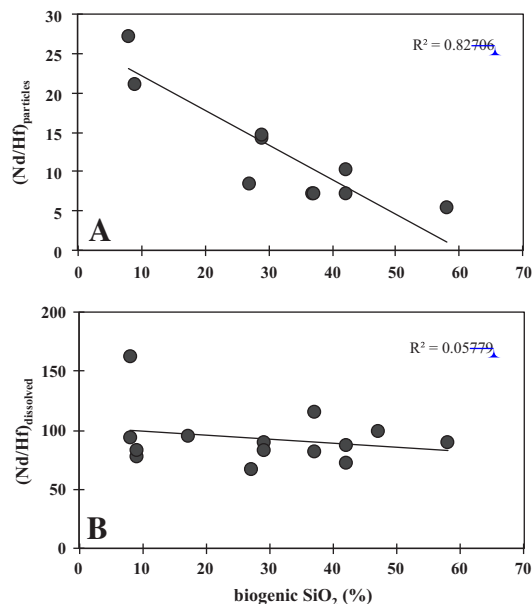 30
25
20
15
10
5
0
(Nd/Hf)particles
R² = 0.82706
A
0 10 20 30 40 50 60 70
200
150
100
50
0
(Nd/Hf)dissolved
R² = 0.05779
B
0 10 20 30 40 50 60 70
biogenic SiO₂ (%)